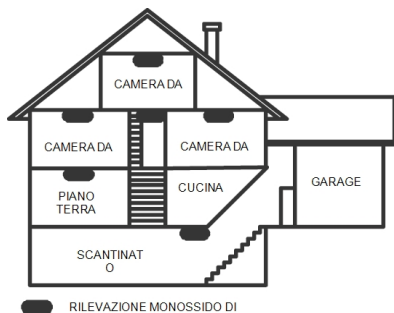 CAMERA DA
CAMERA DA
CAMERA DA
PIANO
TERRA
CUCINA
GARAGE
SCANTINAT
O
RILEVAZIONE MONOSSIDO DI